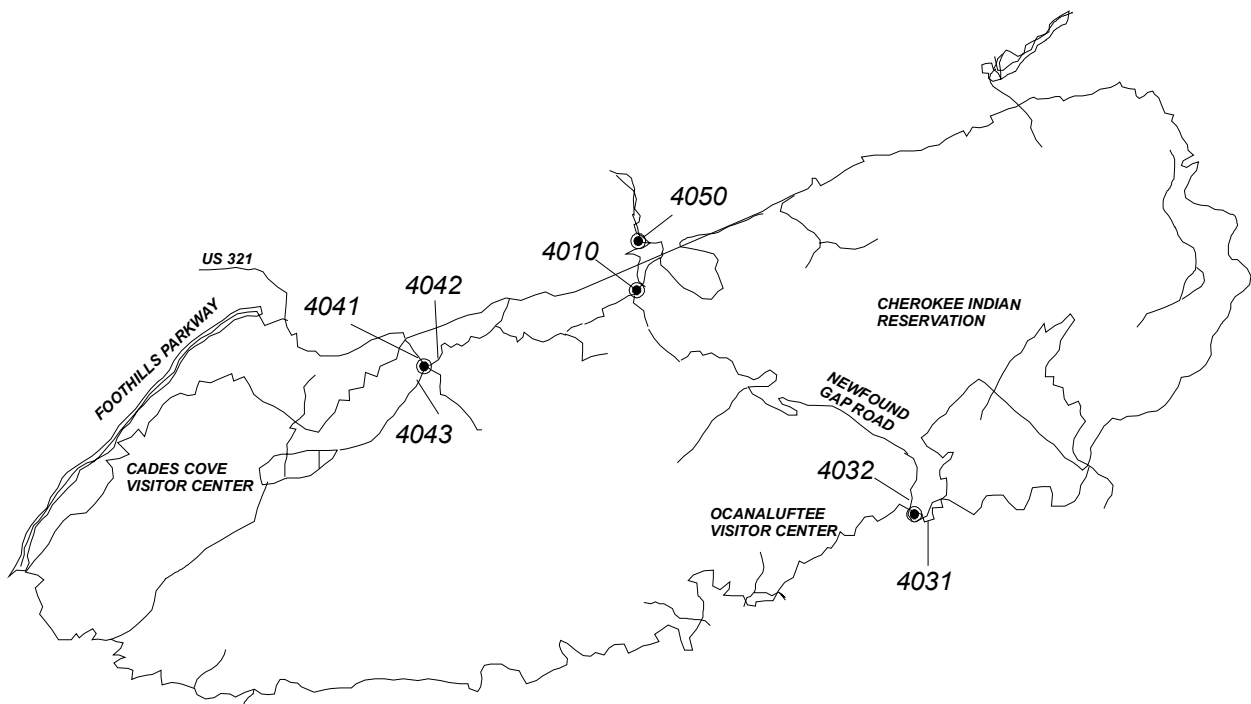 4050
4010
US 321
4042
4041
CHEROKEE INDIAN
RESERVATION
FOOTHILLS PARKWAY
NEWFOUND
GAP ROAD
4043
CADES COVE
VISITOR CENTER
4032
OCANALUFTEE
VISITOR CENTER
4031